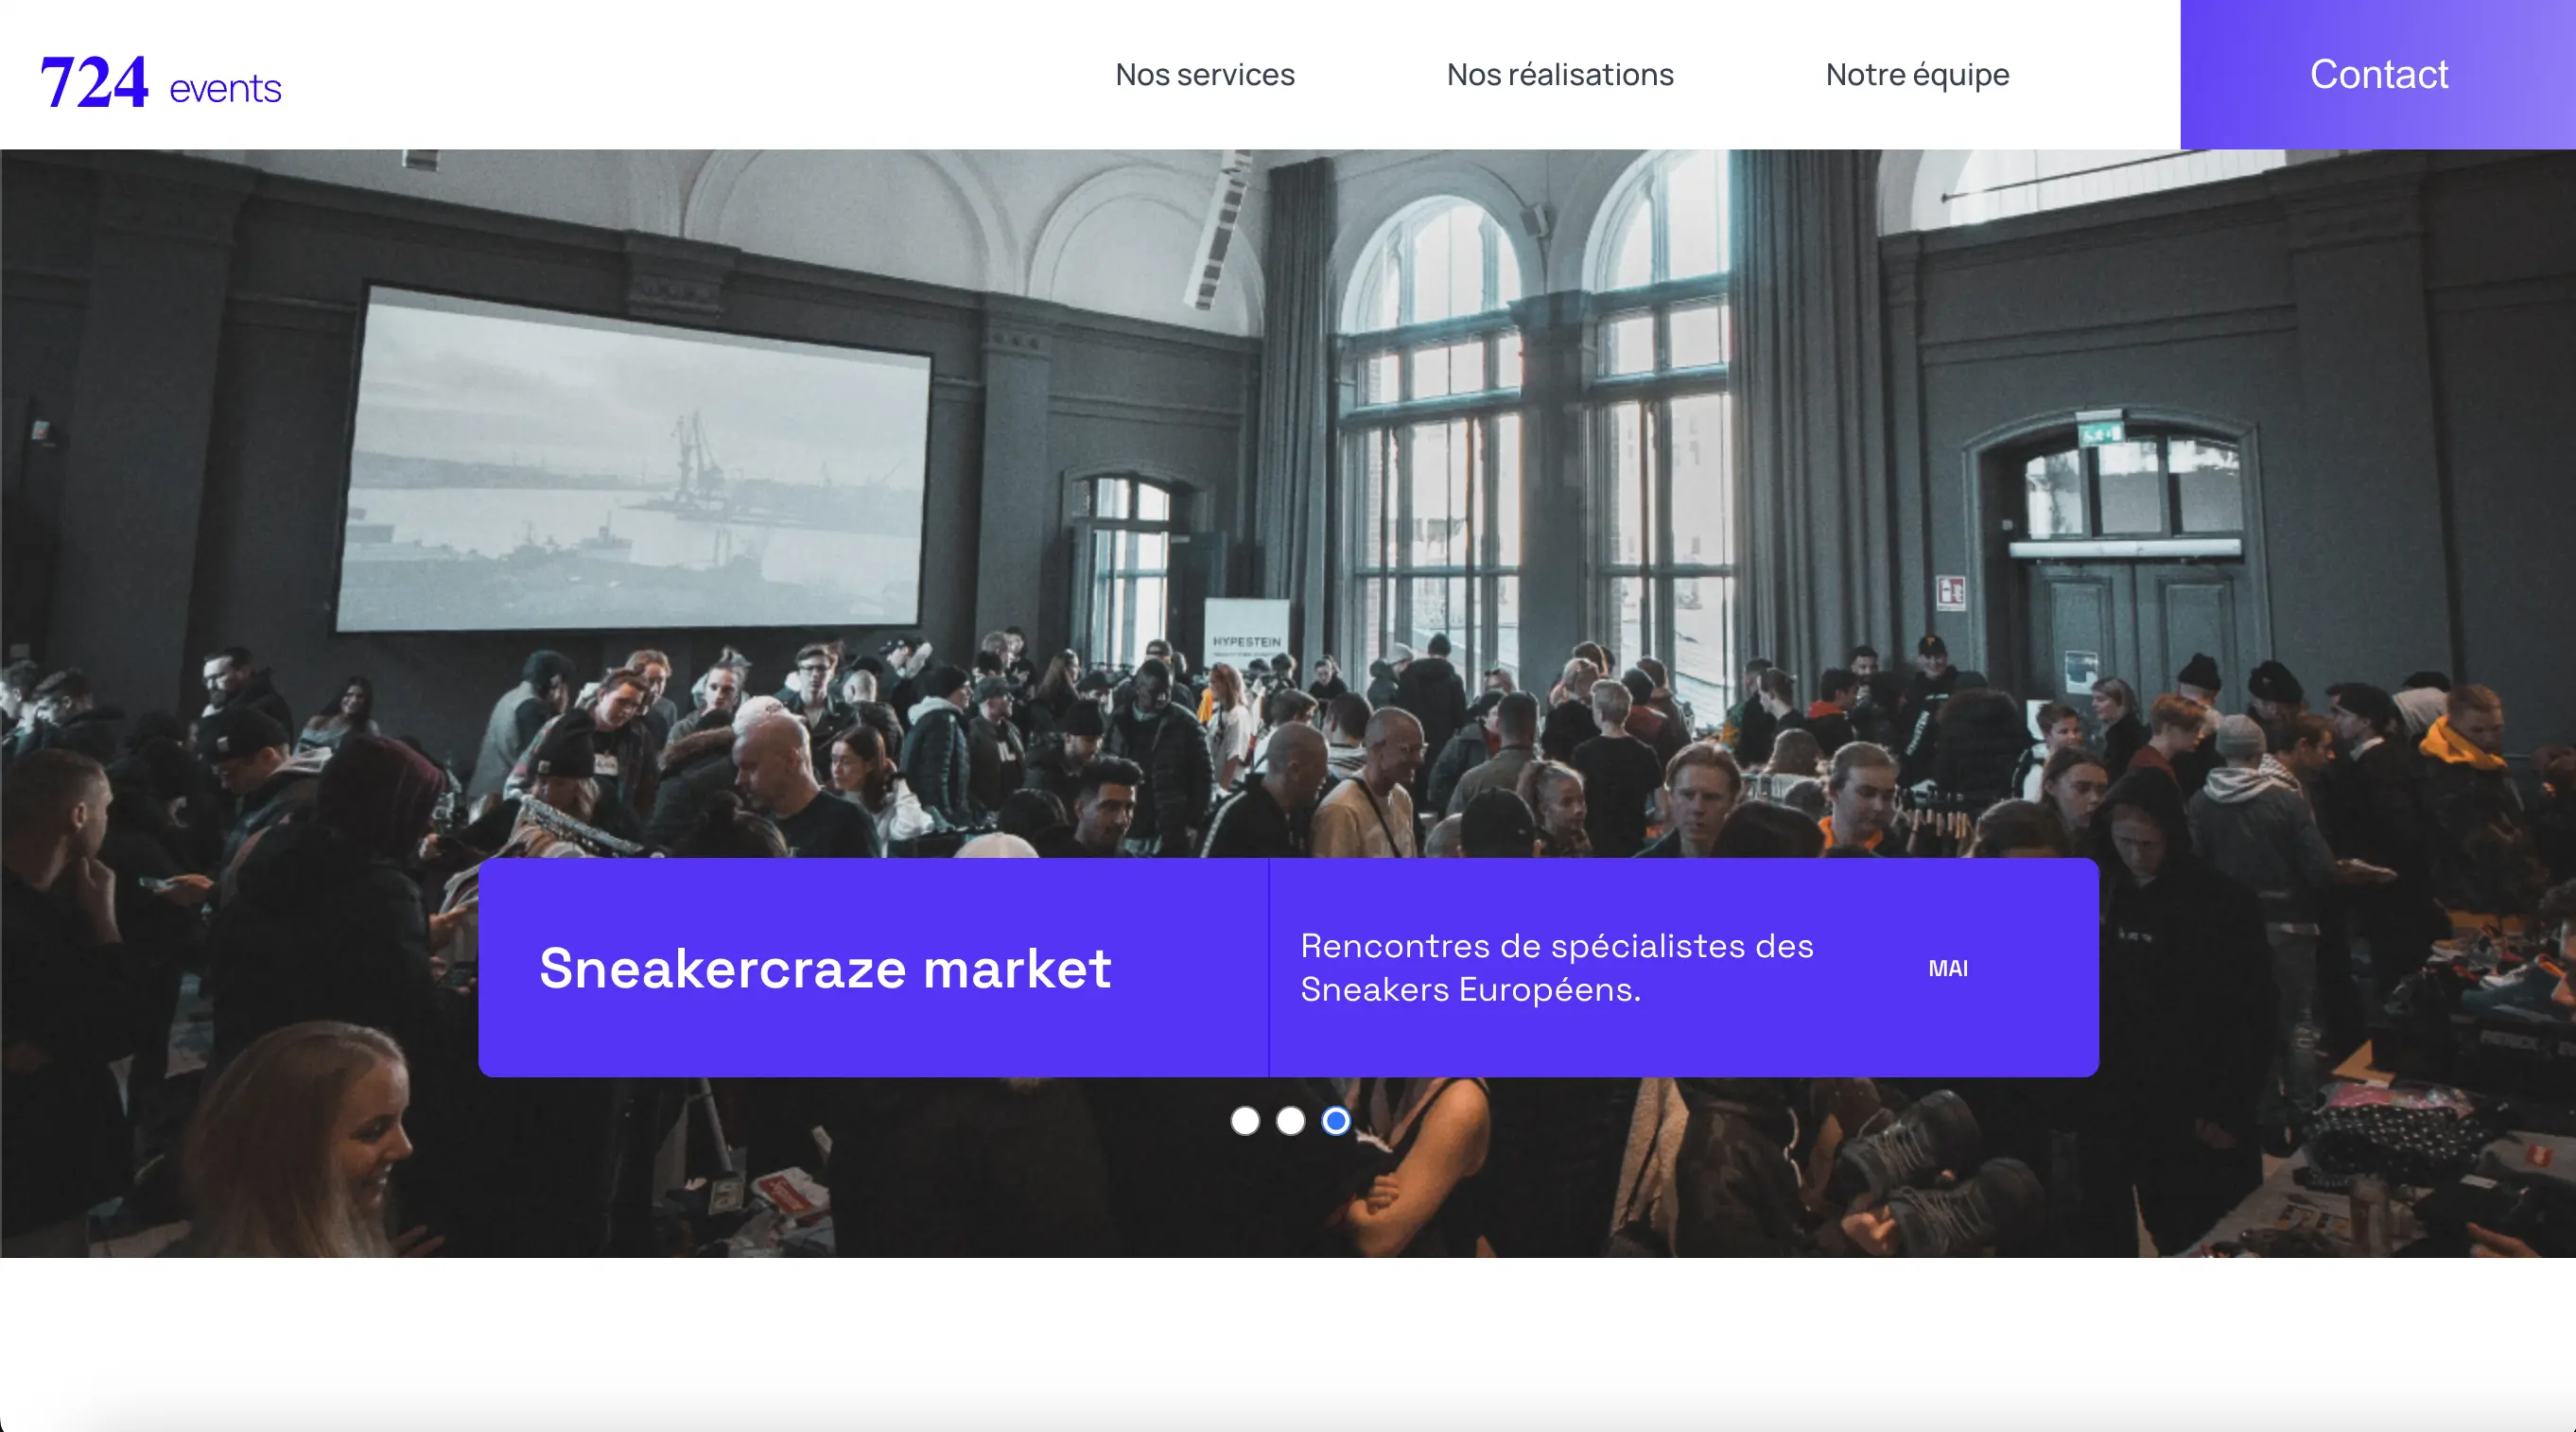 724 events
Nos services
Nos réalisations
Notre équipe
Contact
HYPESTEIN
Sneakercraze market
Rencontres de spécialistes des
Sneakers Européens.
MAI
Supreme